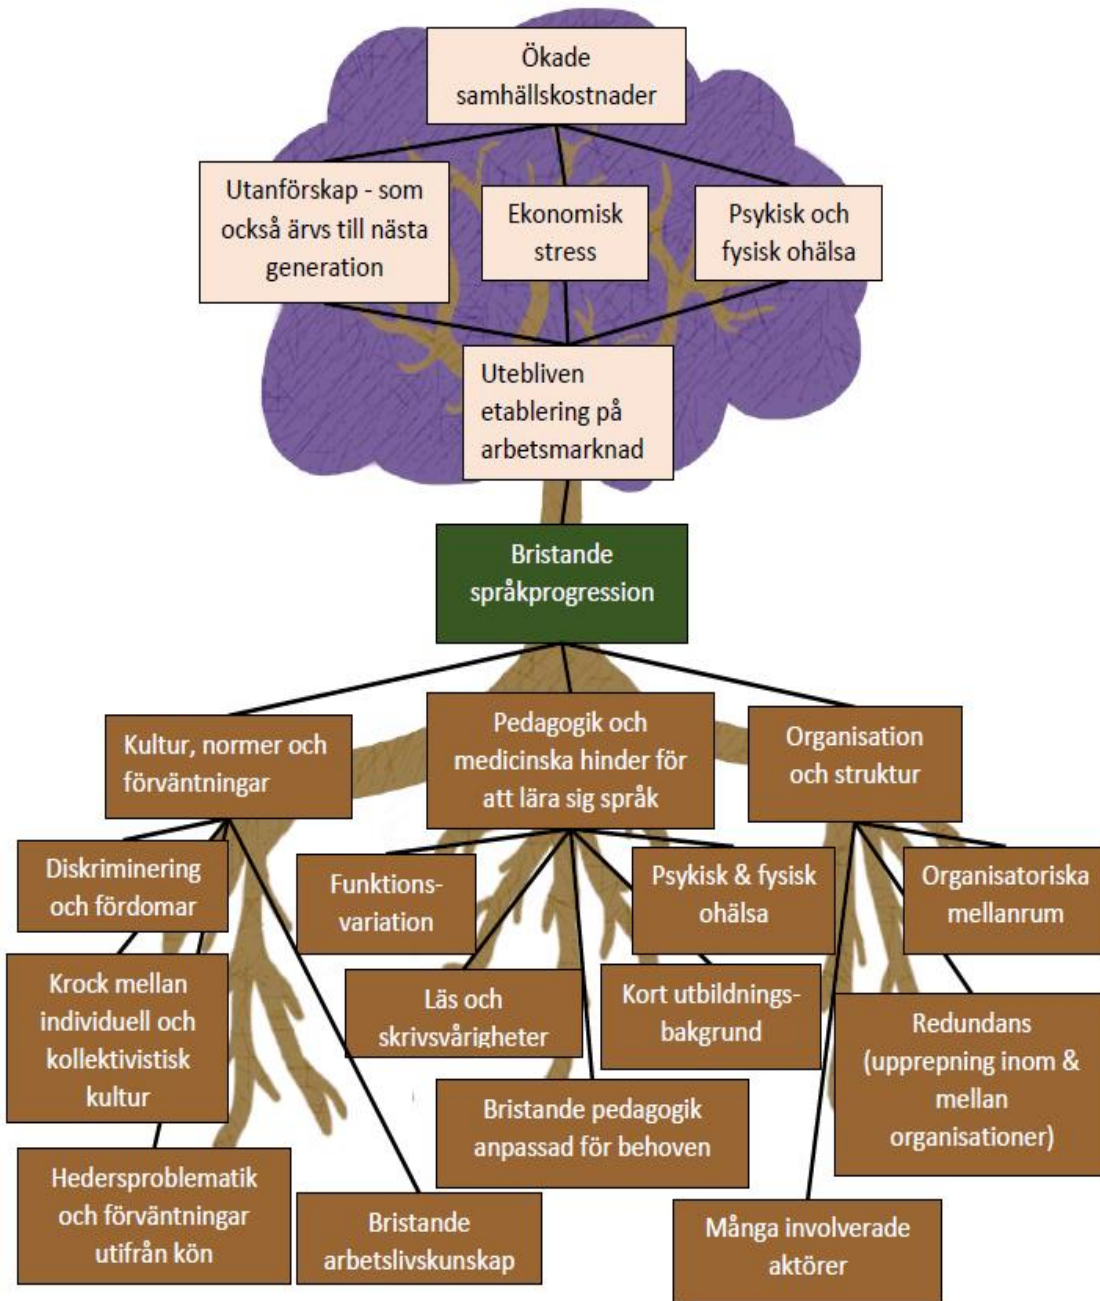 Ökade
samhällskostnader
Utanförskap - som
också ärvs till nästa
generation
Ekonomisk
stress
Psykisk och
fysisk ohälsa
Utebliven
etablering på
arbetsmarknad
Bristande
språkprogression
Kultur, normer och
förväntningar
Pedagogik och
medicinska hinder för
att lära sig språk
Organisation
och struktur
Diskriminering
och fördomar
Funktions-
variation
Psykisk & fysisk
ohälsa
Organisatoriska
mellanrum
Krock mellan
individuell och
kollektivistisk
kultur
Läs och
skrivsvårigheter
Kort utbildnings-
bakgrund
Redundans
(upprepning inom &
mellan
organisationer)
Bristande pedagogik
anpassad för behoven
Hedersproblematik
och förväntningar
utifrån kön
Bristande
arbetslivskunskap
Många involverade
aktörer